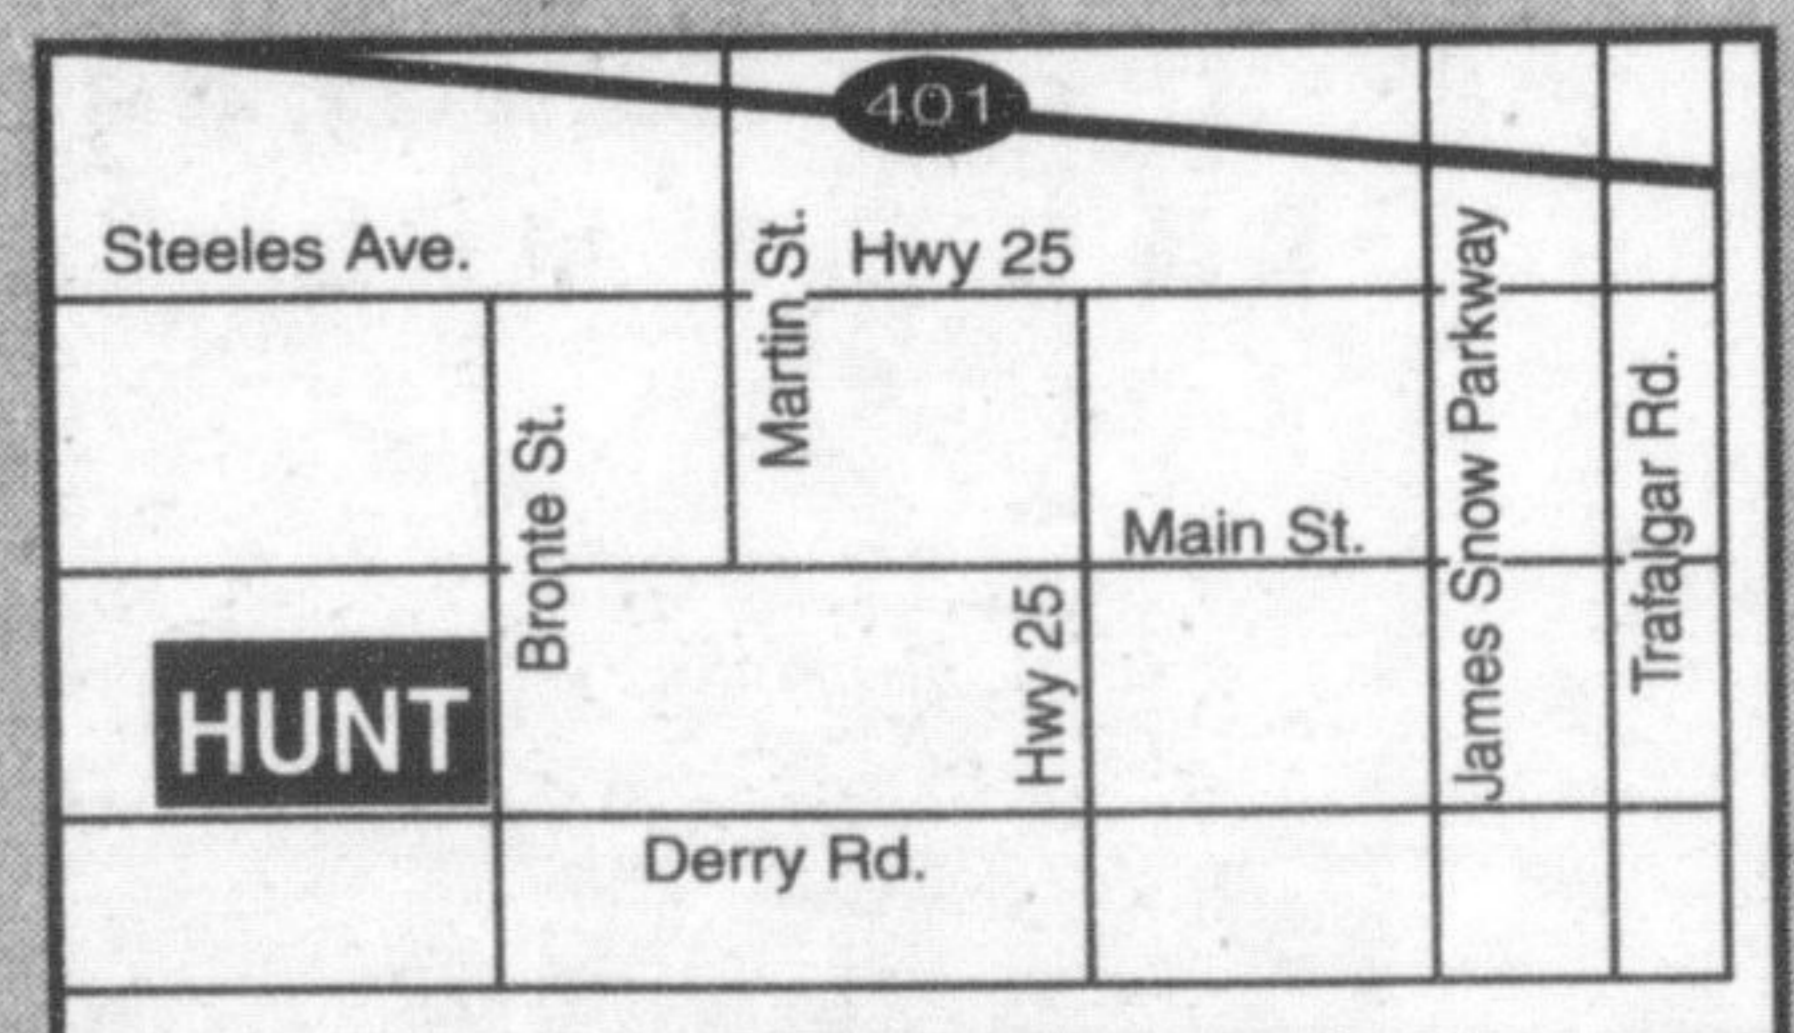 401
Steeles Ave.
Martin St.
Hwy 25
James Snow Parkway
Trafalgar Rd.
Bronte St.
Main St.
Hwy 25
HUNT
Derry Rd.